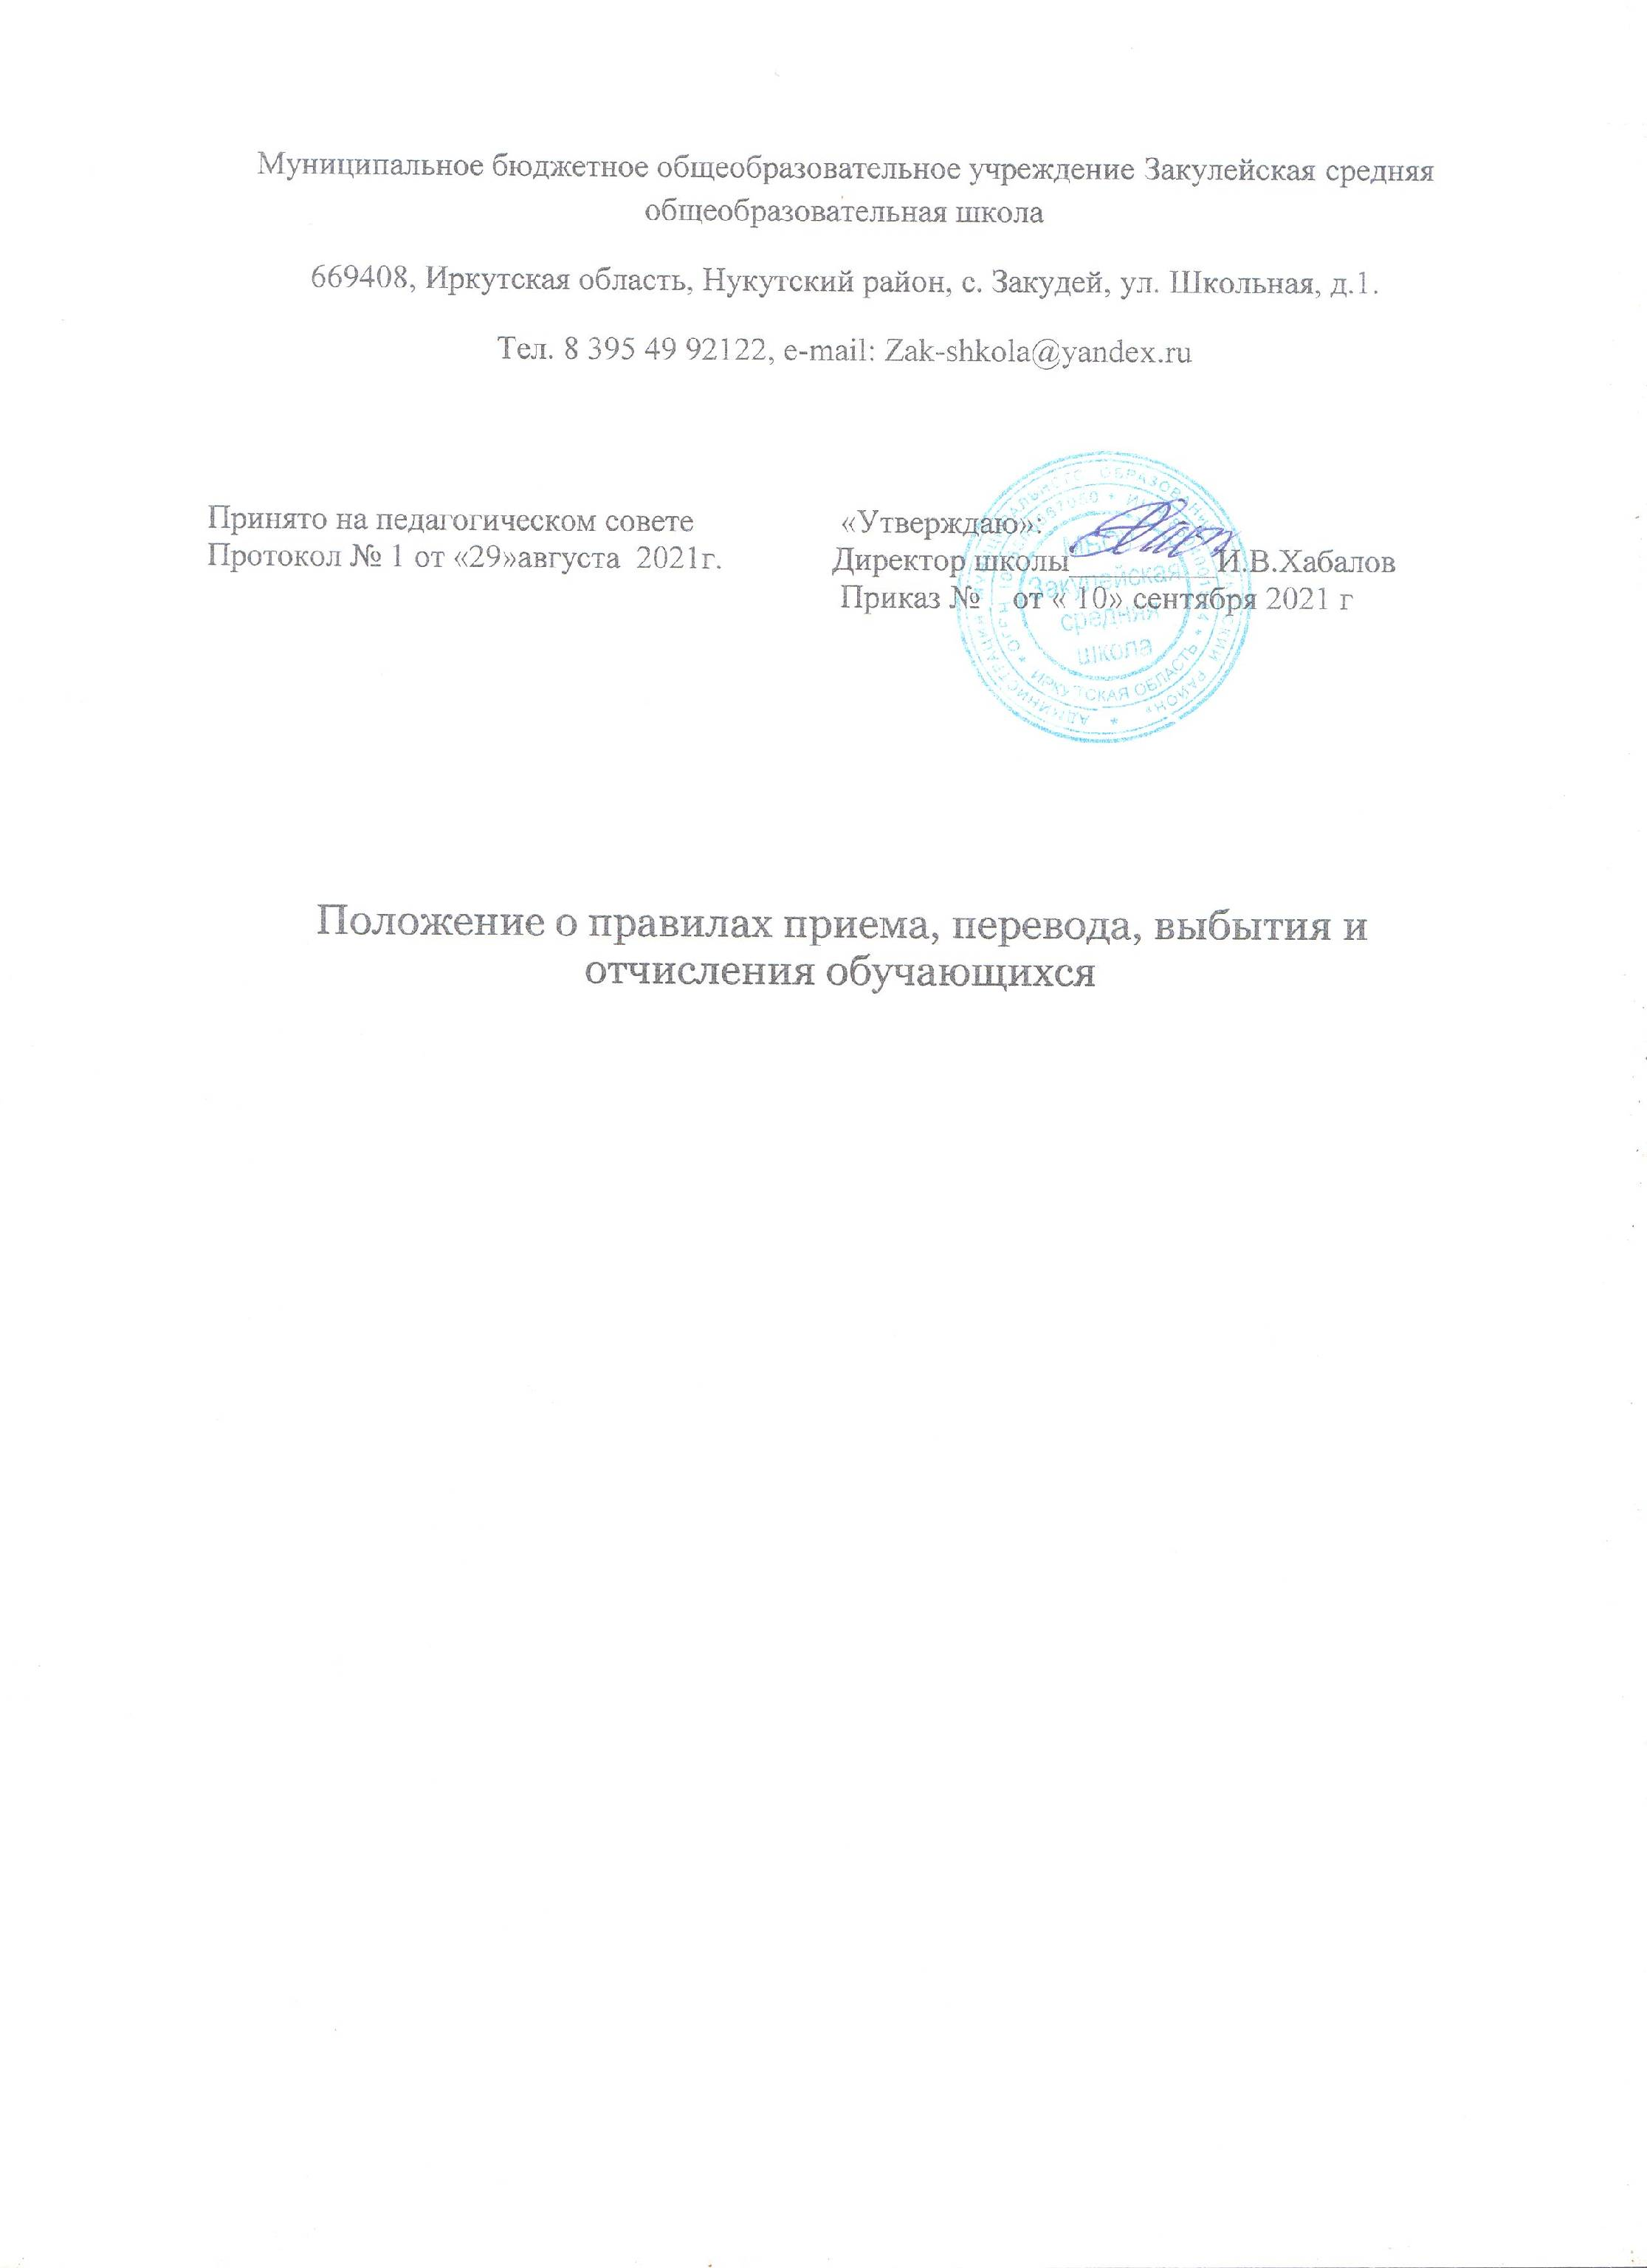 Муниципальное бюджетное общеобразовательное учреждение Закулейская средняя
общеобразовательная школа
669408, Иркутская область, Нукутский район, с. Закудей, ул. Школьная, д.1.
Тел. 8 395 49 92122, e-mail: Zak-shkola@yandex.ru
Принято на педагогическом совете
Протокол № 1 от «29»августа 2021г.
«Утверждаю»:
Директор школы_________И.В.Хабалов
Приказ № от « 10» сентября 2021 г
Закулейская
средняя
школа
ИРКУТСКАЯ ОБЛАСТЬ
Положение о правилах приема, перевода, выбытия и
отчисления обучающихся